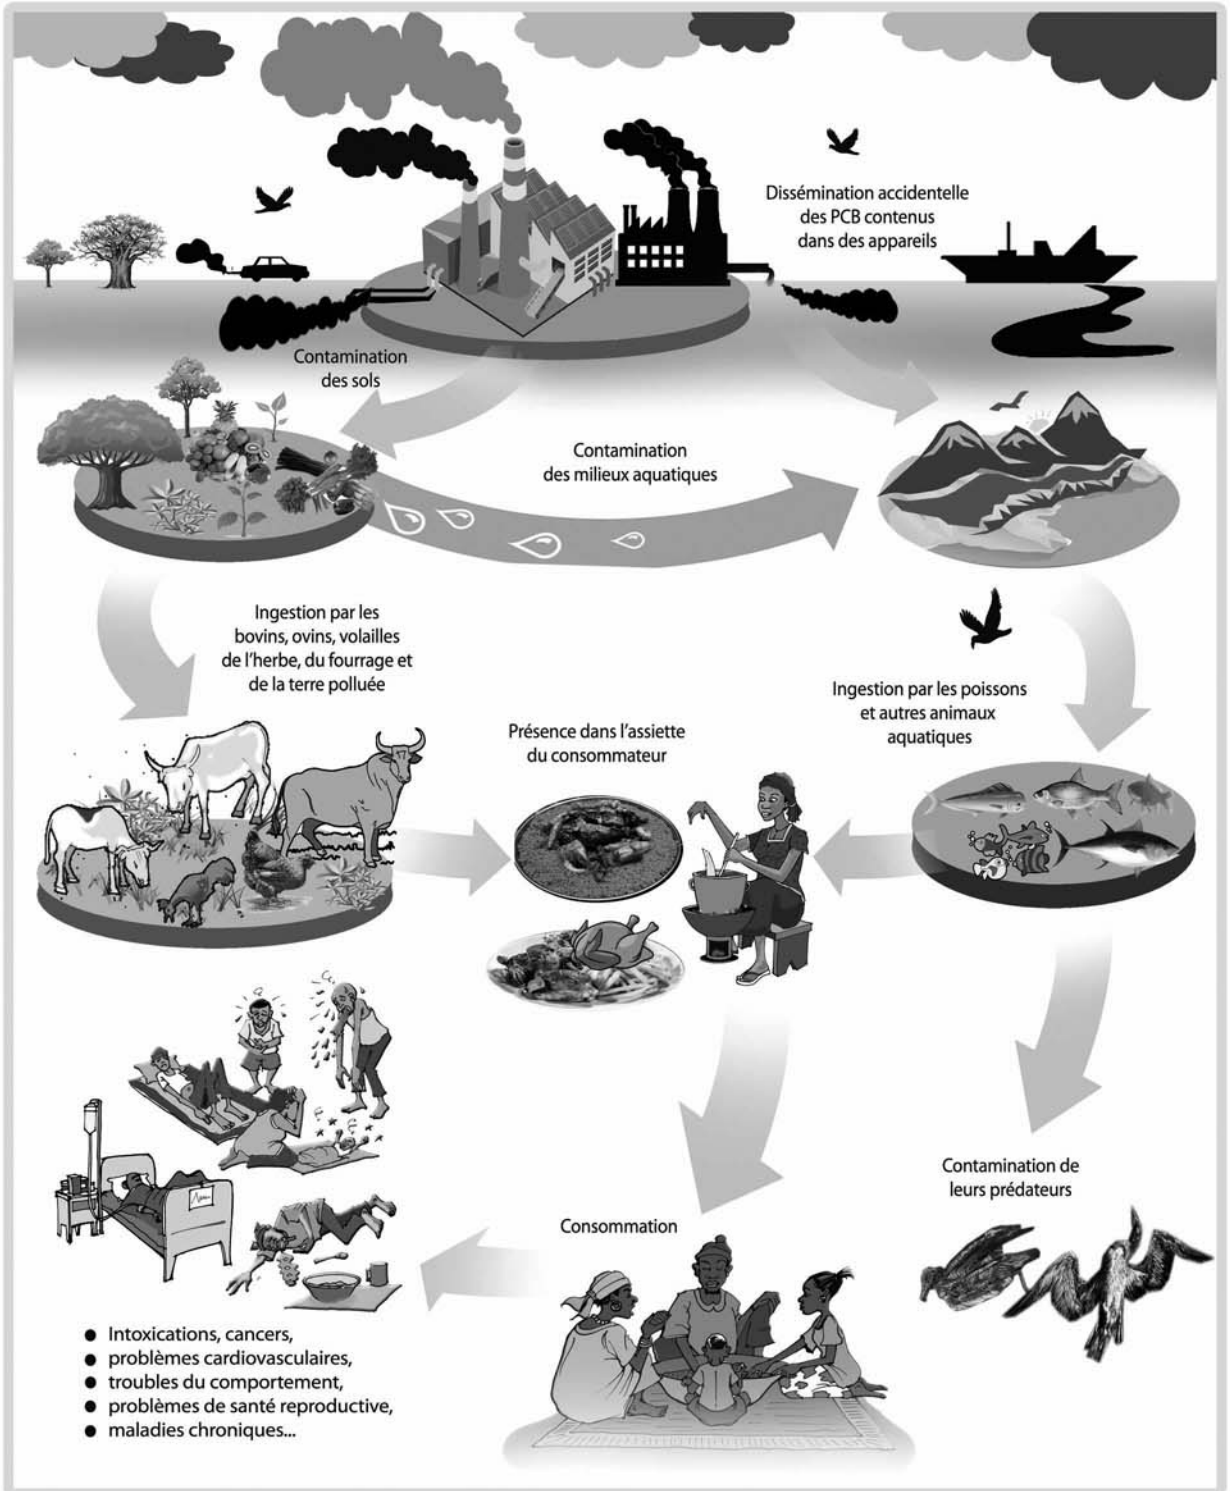 Dissémination accidentelle
des PCB contenus
dans des appareils
Contamination
des sols
Contamination
des milieux aquatiques
Ingestion par les
bovins, ovins, volailles
de l'herbe, du fourrage et
de la terre polluée
Ingestion par les poissons
et autres animaux
aquatiques
Présence dans l'assiette
du consommateur
Contamination de
leurs prédateurs
Consommation
● Intoxications, cancers,
● problèmes cardiovasculaires,
● troubles du comportement,
● problèmes de santé reproductive,
● maladies chroniques...